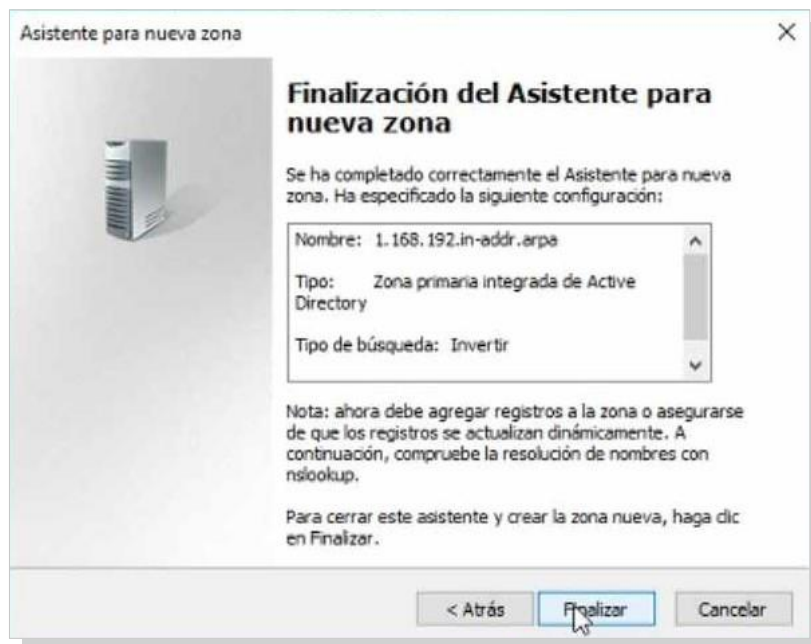 Asistente para nueva zona
Finalización del Asistente para
nueva zona
Se ha completado correctamente el Asistente para nueva
zona. Ha especificado la siguiente configuración:
Nombre: 1.168.192.in-addr.arpa
Tipo: Zona primaria integrada de Active
Directory
Tipo de búsqueda: Invertir
Nota: ahora debe agregar registros a la zona o asegurarse
de que los registros se actualizan dinámicamente. A
continuación, compruebe la resolución de nombres con
nslookup.
Para cerrar este asistente y crear la zona nueva, haga clic
en Finalizar.
< Atrás Finalizar Cancelar